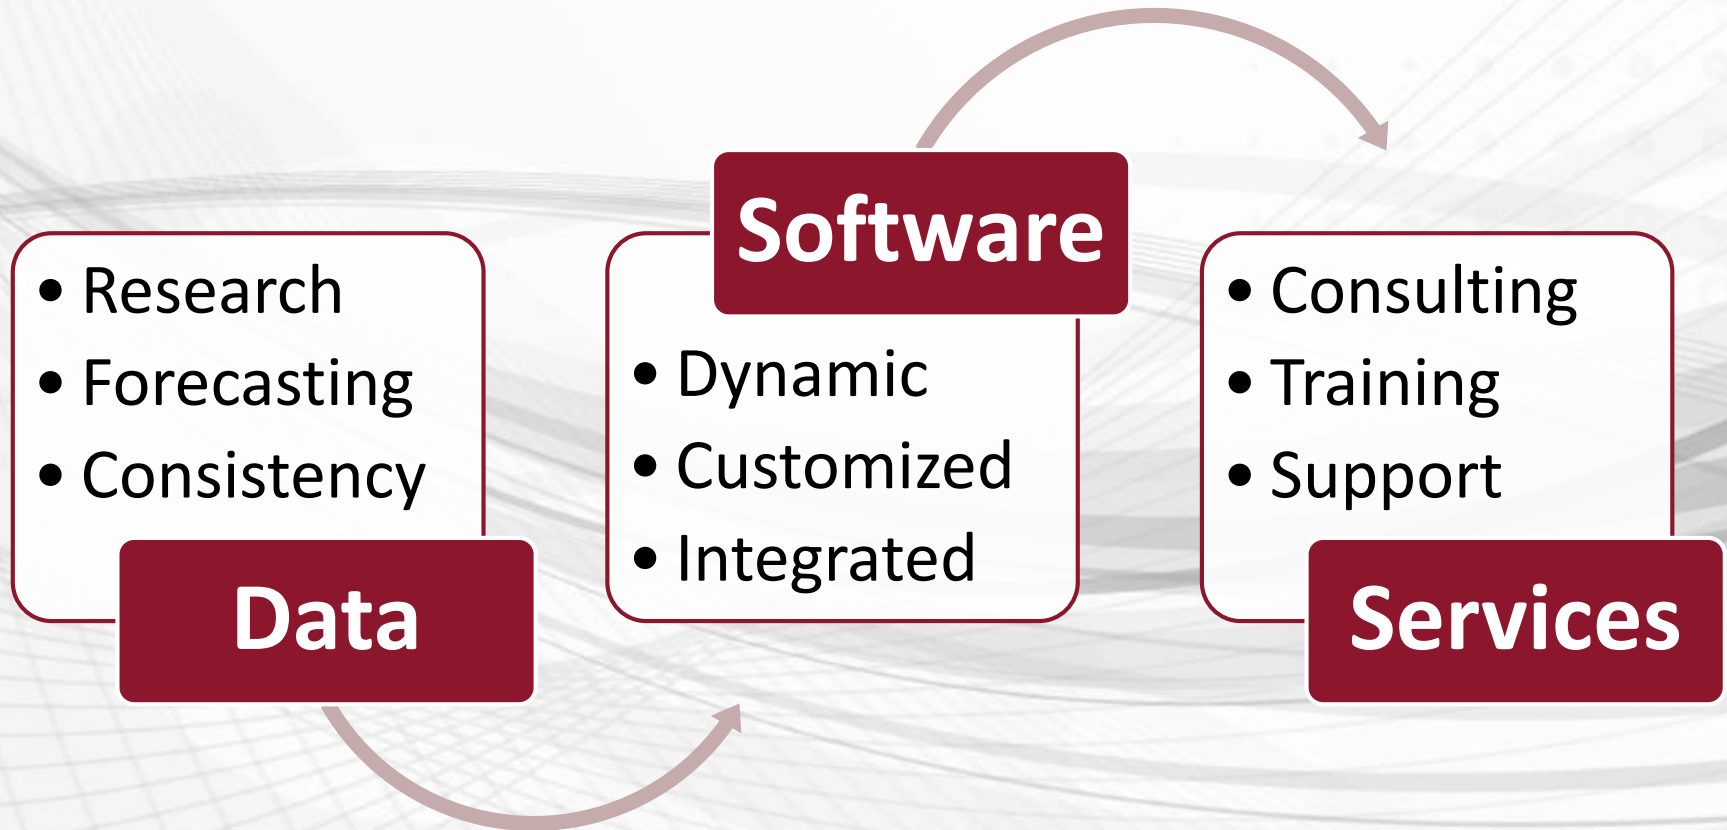 • Research
• Forecasting
• Consistency
Data
Software
• Dynamic
• Customized
• Integrated
• Consulting
• Training
• Support
Services